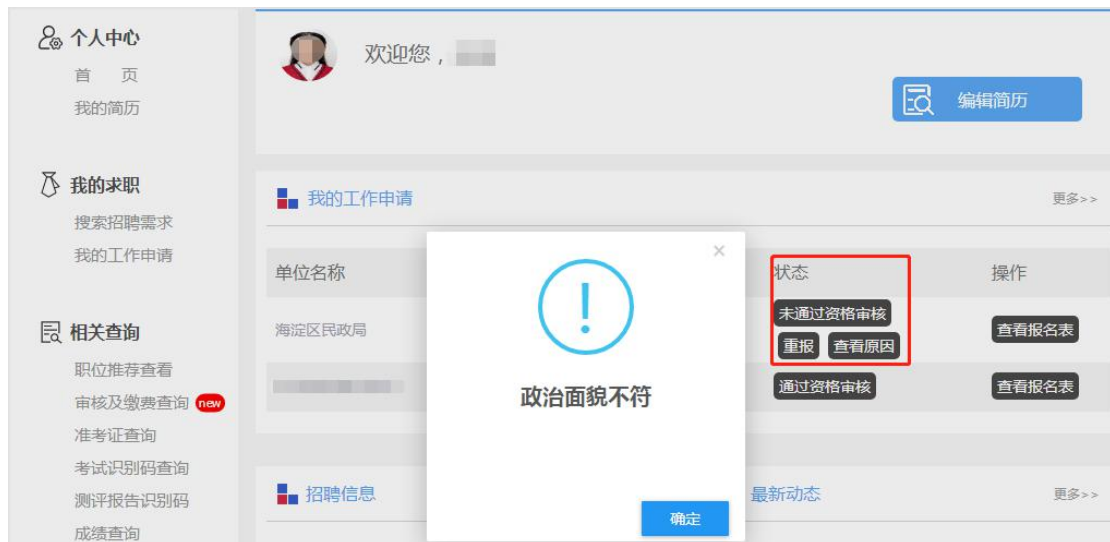 个人中心
首 页
我的简历
欢迎您，
编辑简历
我的求职
搜索招聘需求
我的工作申请
我的工作申请
更多>>
单位名称
状态
操作
海淀区民政局
未通过资格审核
重报 查看原因
查看报名表
通过资格审核
查看报名表
×
政治面貌不符
确定
相关查询
职位推荐查看
审核及缴费查询 new
准考证查询
考试识别码查询
测评报告识别码
成绩查询
招聘信息
最新动态
更多>>